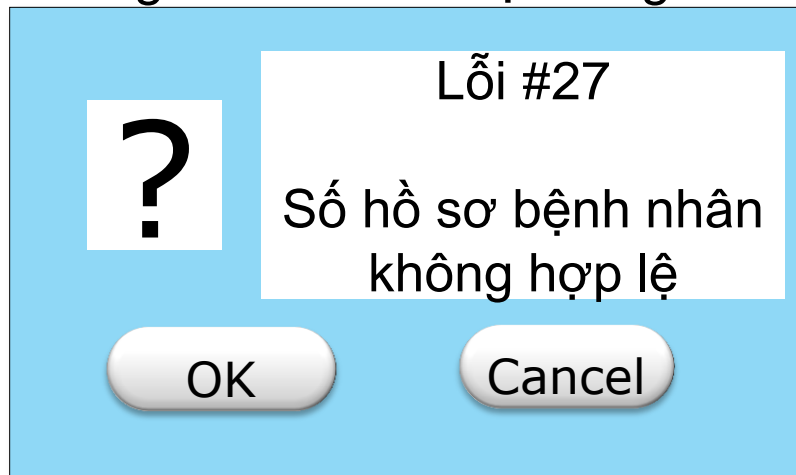 Lỗi #27
?
Số hồ sơ bệnh nhân
không hợp lệ
OK
Cancel